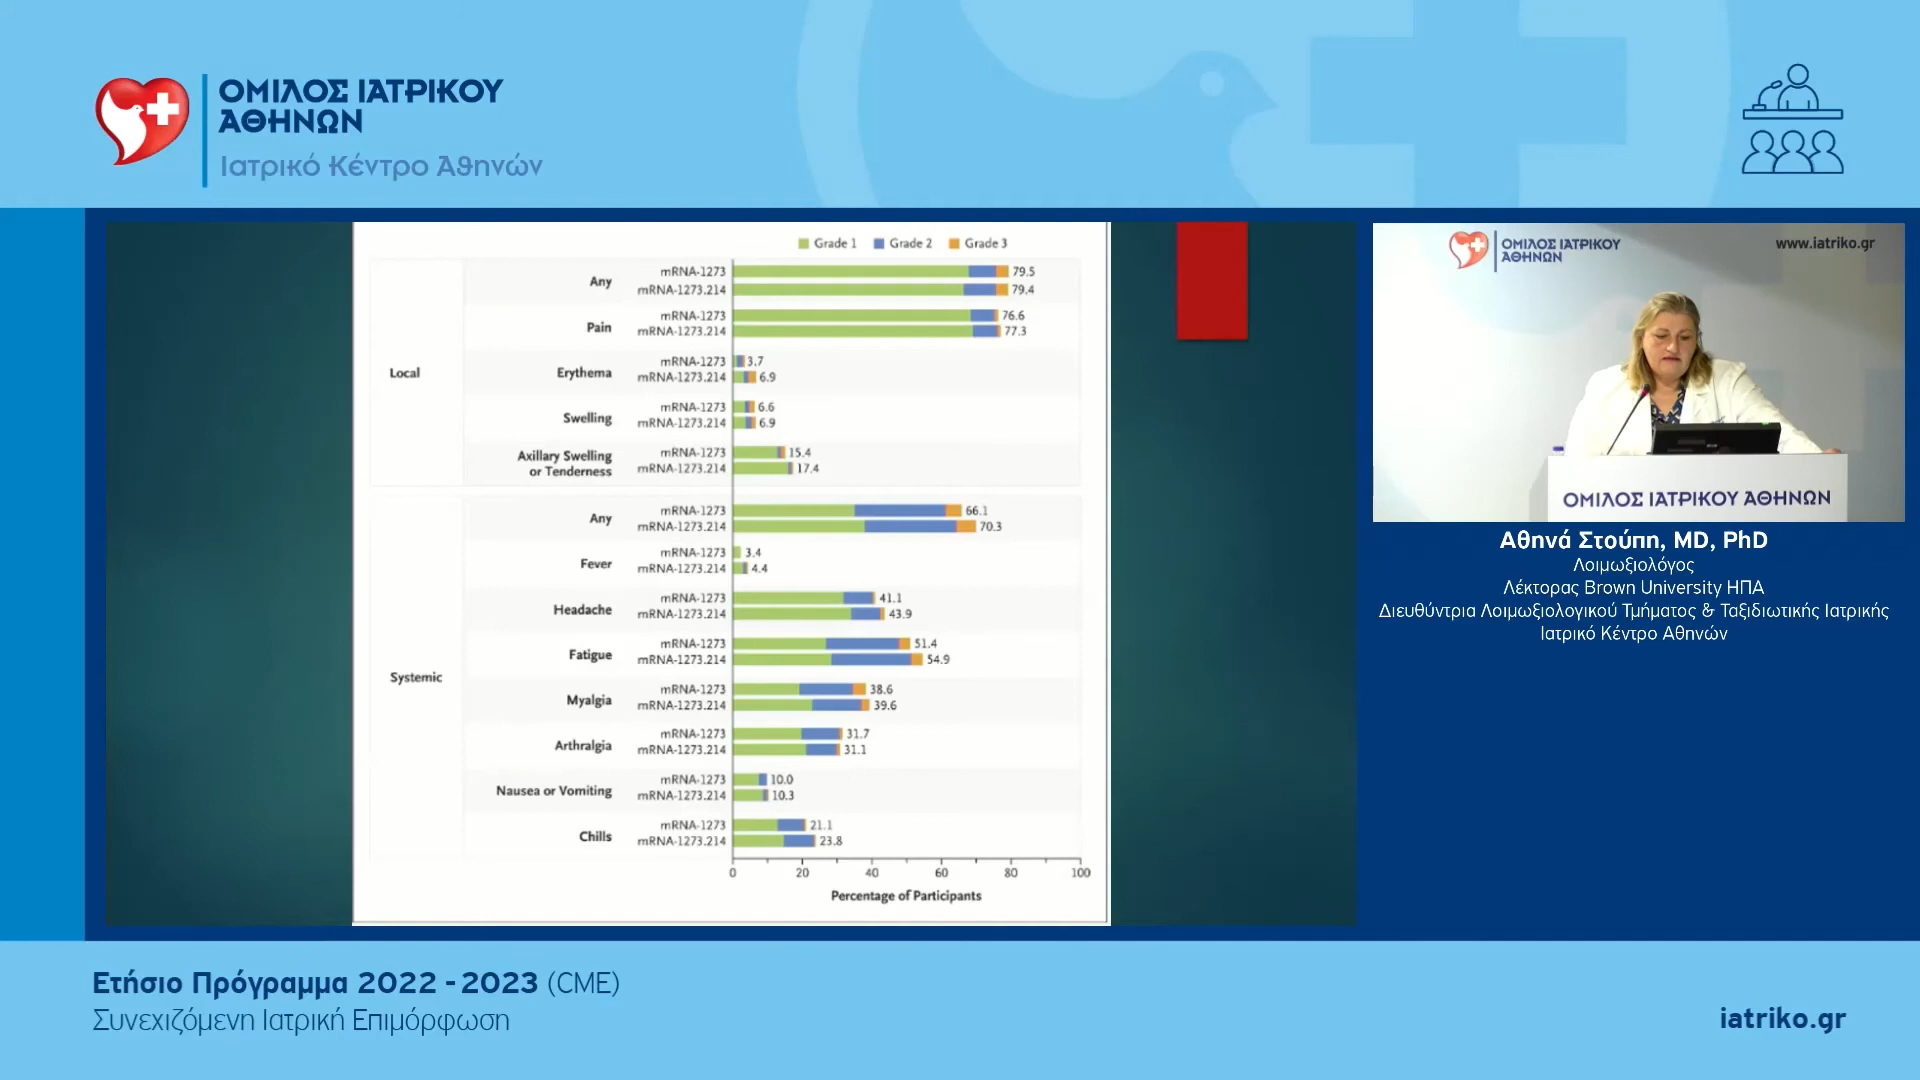 ΟΜΙΛΟΣ ΙΑΤΡΙΚΟΥ
ΑΘΗΝΩΝ
Ιατρικό Κέντρο Αθηνών
Grade 1 Grade 2 Grade 3
Local
Any
mRNA-1273 79.5
mRNA-1273.214 79.4
Pain
mRNA-1273 76.6
mRNA-1273.214 77.3
Erythema
mRNA-1273 3.7
mRNA-1273.214 6.9
Swelling
mRNA-1273 6.6
mRNA-1273.214 6.9
Axillary Swelling
or Tenderness
mRNA-1273 15.4
mRNA-1273.214 17.4
Systemic
Any
mRNA-1273 66.1
mRNA-1273.214 70.3
Fever
mRNA-1273 3.4
mRNA-1273.214 4.4
Headache
mRNA-1273 41.1
mRNA-1273.214 43.9
Fatigue
mRNA-1273 51.4
mRNA-1273.214 54.9
Myalgia
mRNA-1273 38.6
mRNA-1273.214 39.6
Arthralgia
mRNA-1273 31.7
mRNA-1273.214 31.1
Nausea or Vomiting
mRNA-1273 10.0
mRNA-1273.214 10.3
Chills
mRNA-1273 21.1
mRNA-1273.214 23.8
0 20 40 60 80 100
Percentage of Participants
ΟΜΙΛΟΣ ΙΑΤΡΙΚΟΥ
ΑΘΗΝΩΝ
www.iatriko.gr
ΟΜΙΛΟΣ ΙΑΤΡΙΚΟΥ ΑΘΗΝΩΝ
Αθηνά Στούπη, MD, PhD
Λοιμωξιολόγος
Λέκτορας Brown University ΗΠΑ
Διευθύντρια Λοιμωξιολογικού Τμήματος & Ταξιδιωτικής Ιατρικής
Ιατρικό Κέντρο Αθηνών
Ετήσιο Πρόγραμμα 2022 - 2023 (CME)
Συνεχιζόμενη Ιατρική Επιμόρφωση
iatriko.gr